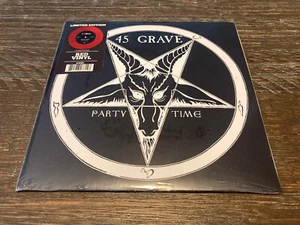 LIMITED EDITION
RED
VINYL
45 GRAVE
PARTY TIME